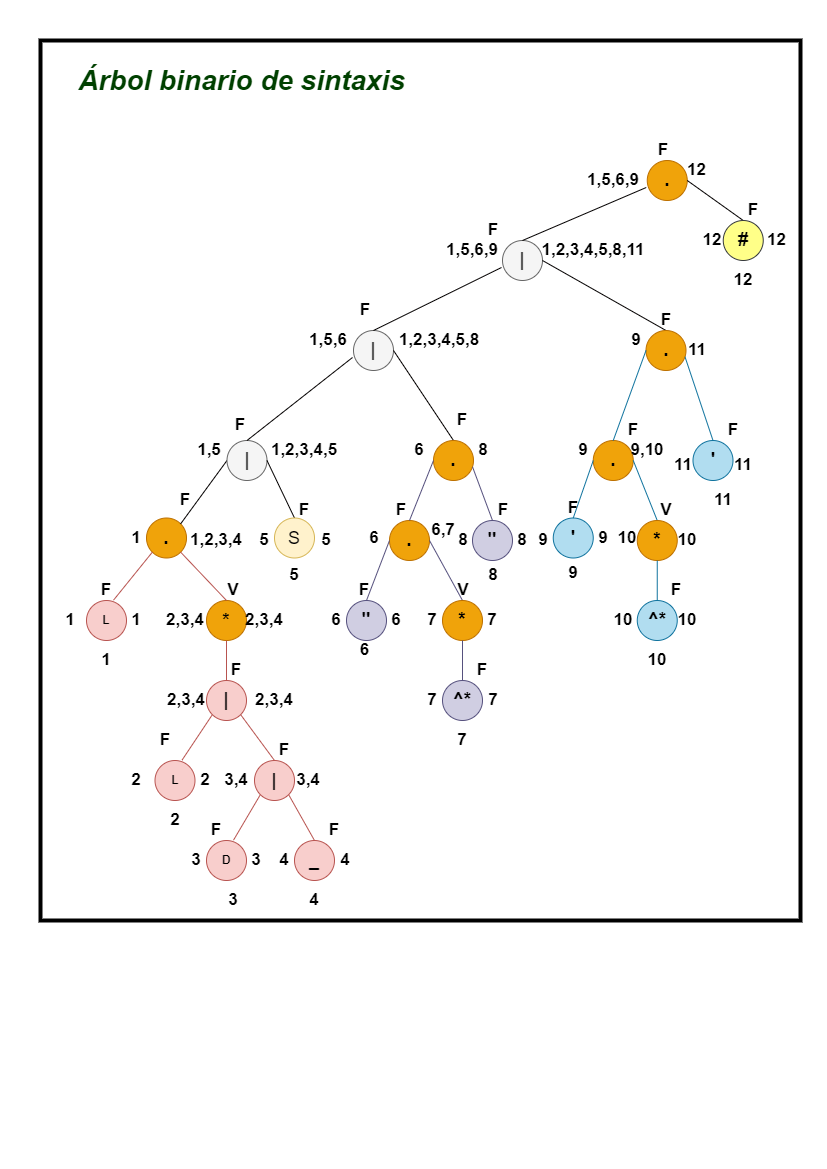 Árbol binario de sintaxis
F
1,5,6,9 . 12
F
12 # 12
12
F
1,5,6,9 | 1,2,3,4,5,8,11
F
1,5,6 | 1,2,3,4,5,8
F
9 . 11
F
1,5 | 1,2,3,4,5
F
6 . 8
F
9 . 9,10
F
11 ' 11
11
F
1 . 1,2,3,4
F
5 S 5
5
F
6 . 6,7
F
8 " 8
8
F
9 ' 9
9
V
10 * 10
F
1 L 1
1
V
2,3,4 * 2,3,4
F
6 " 6
6
V
7 * 7
F
10 ^* 10
10
F
2,3,4 | 2,3,4
F
7 ^* 7
7
F
2 L 2
2
F
3,4 | 3,4
F
3 D 3
3
F
4 _ 4
4